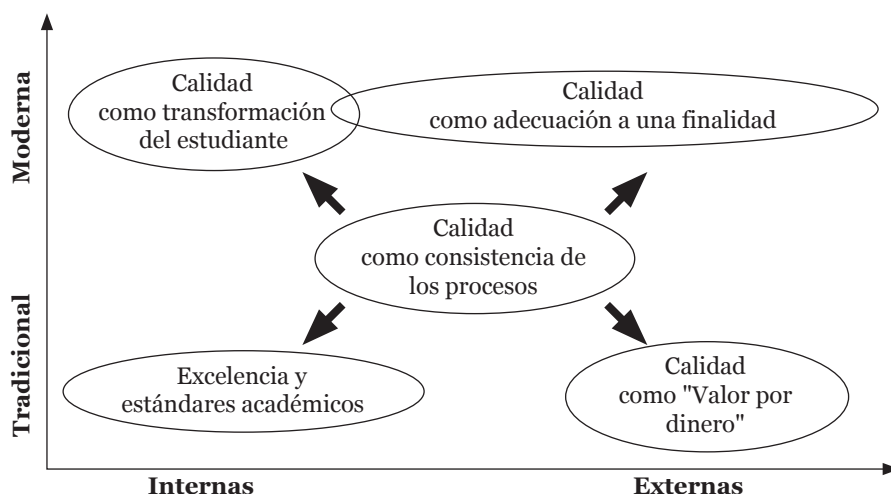 Moderna
Calidad
como transformación
del estudiante
Calidad
como adecuación a una finalidad
Calidad
como consistencia de
los procesos
Tradicional
Excelencia y
estándares académicos
Calidad
como "Valor por
dinero"
Internas
Externas